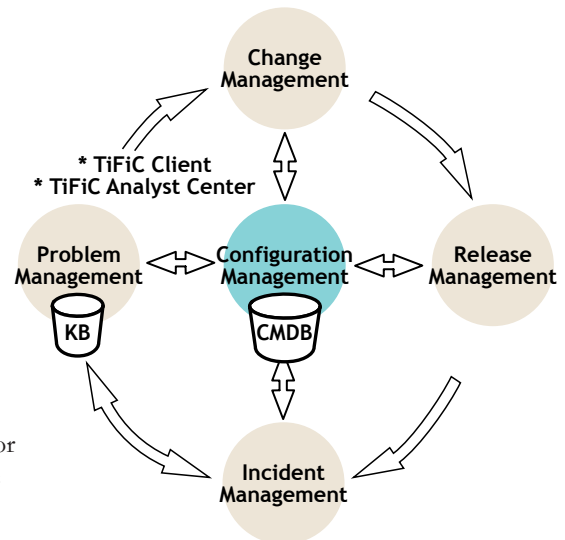 Change
Management
* TiFiC Client
* TiFiC Analyst Center
Problem
Management
KB
Configuration
Management
CMDB
Release
Management
or
Incident
Management